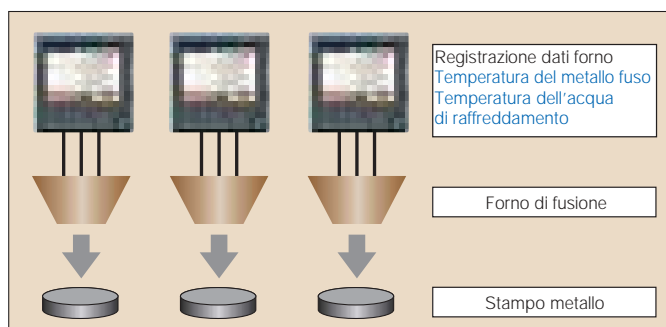 Registrazione dati forno
Temperatura del metallo fuso
Temperatura dell'acqua
di raffreddamento
Forno di fusione
Stampo metallo